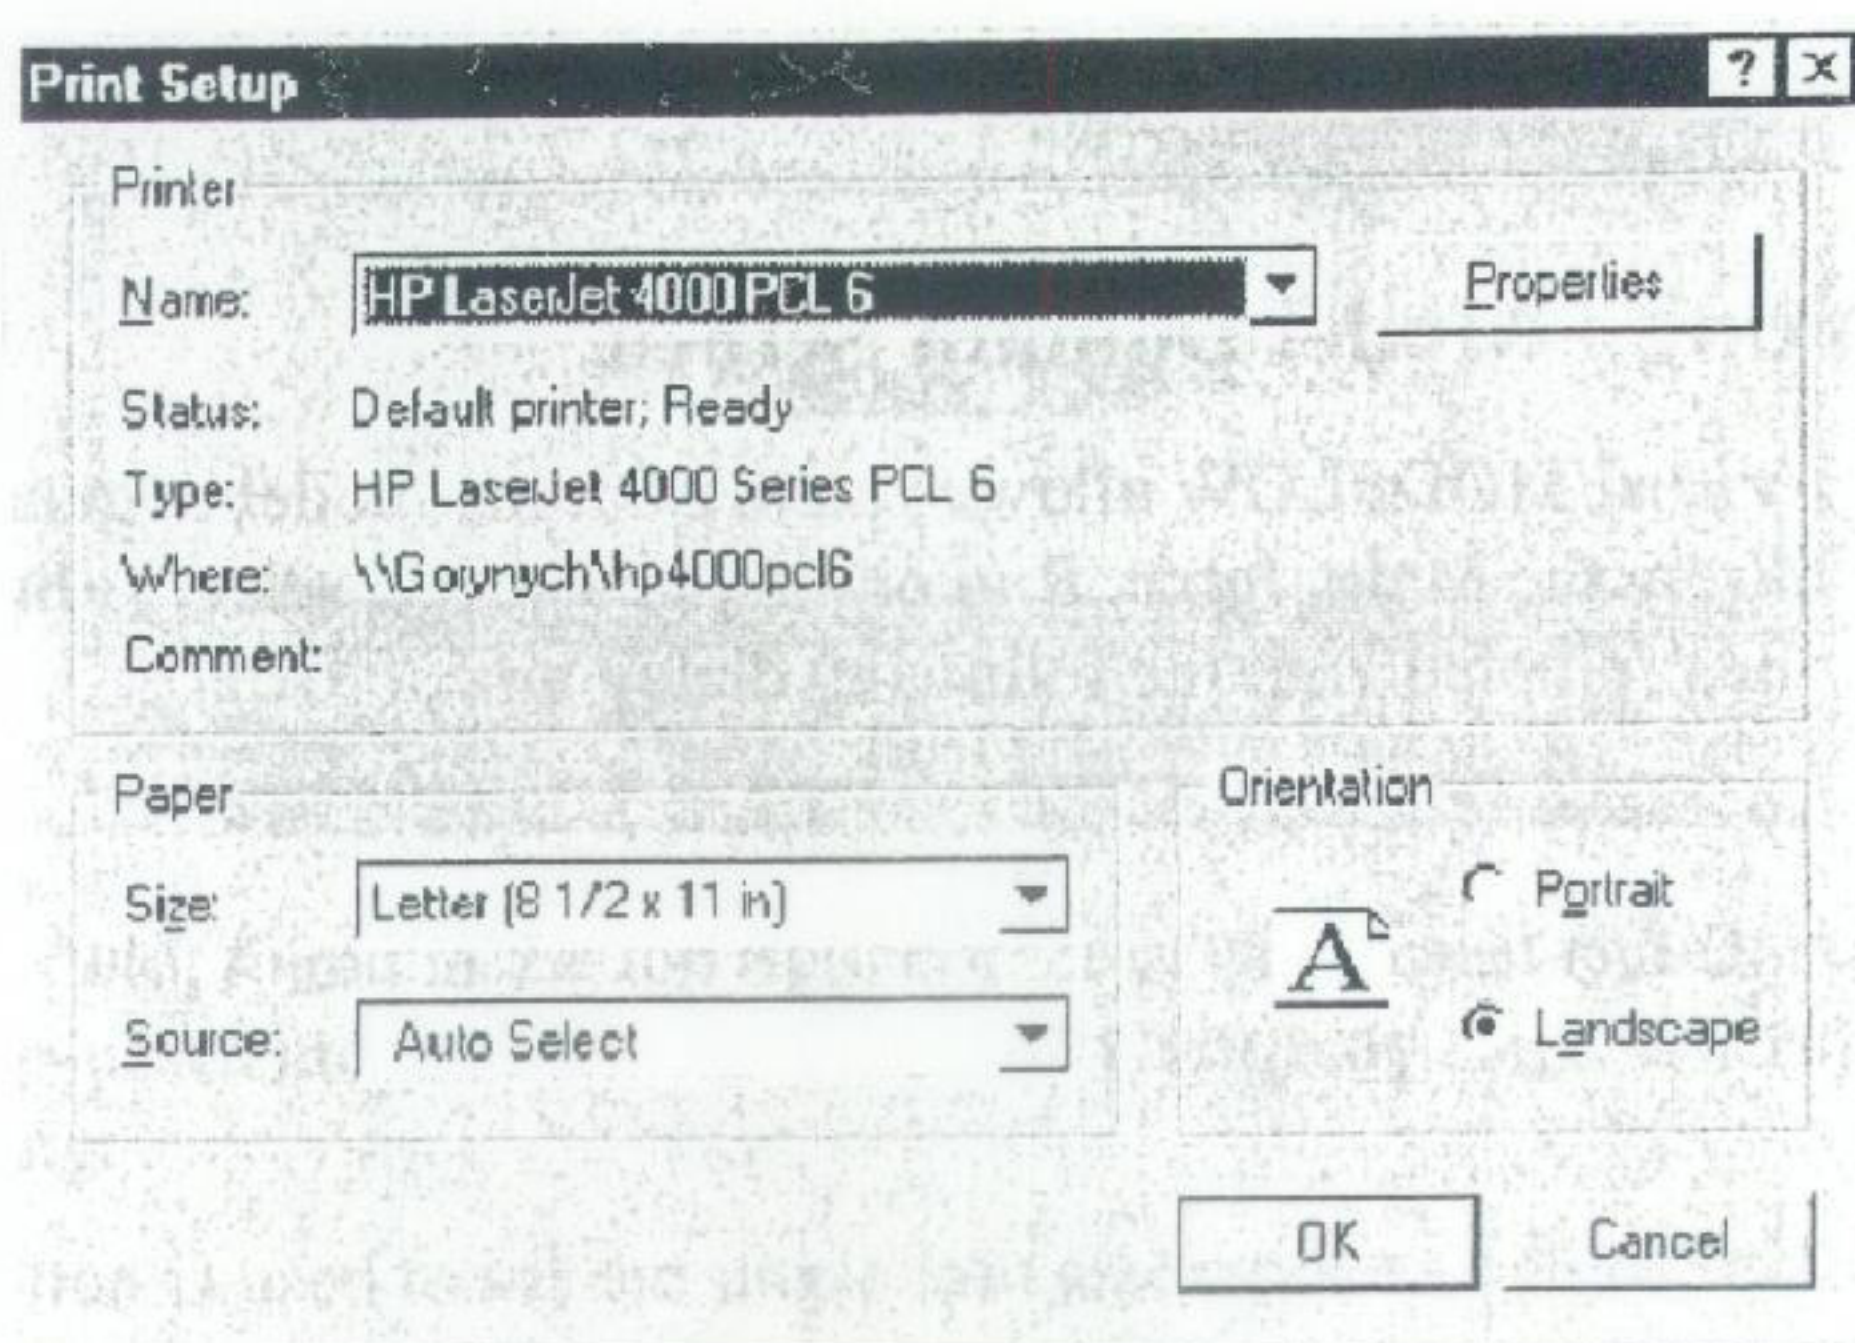 Print Setup ? X
Printer
Name: HP LaserJet 4000 PCL 6 Properties
Status: Default printer; Ready
Type: HP LaserJet 4000 Series PCL 6
Where: \\Gorynych\hp4000pcl6
Comment:
Paper
Size: Letter (8 1/2 x 11 in)
Source: Auto Select
Orientation
A
Portrait
Landscape
OK Cancel